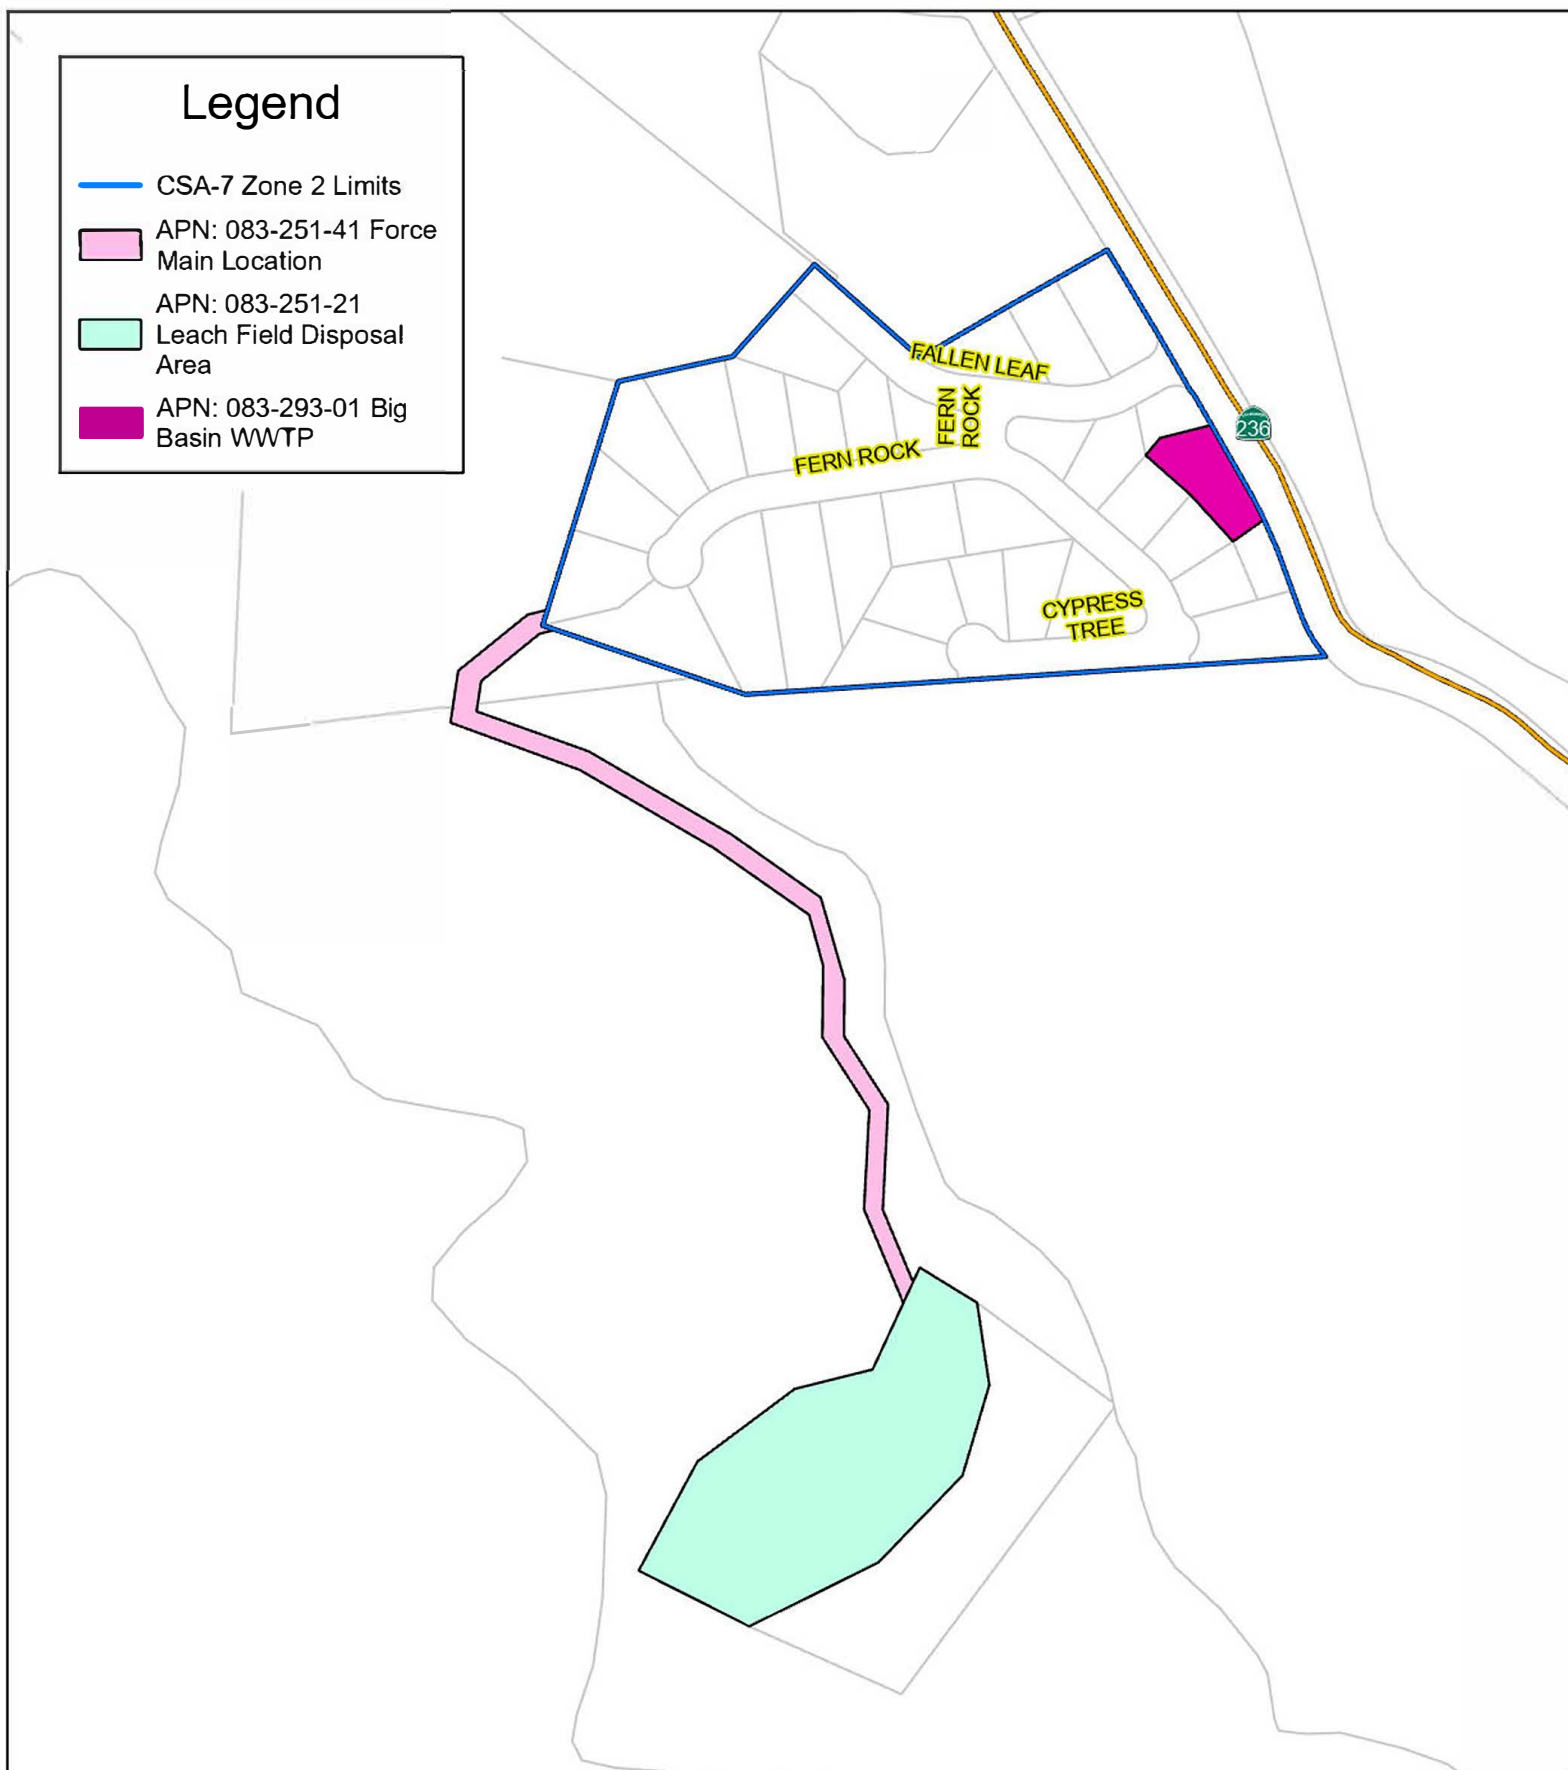 Legend
CSA-7 Zone 2 Limits
APN: 083-251-41 Force
Main Location
APN: 083-251-21
Leach Field Disposal
Area
APN: 083-293-01 Big
Basin WWTP
FALLEN LEAF
FERN
ROCK
FERN ROCK
236
CYPRESS
TREE